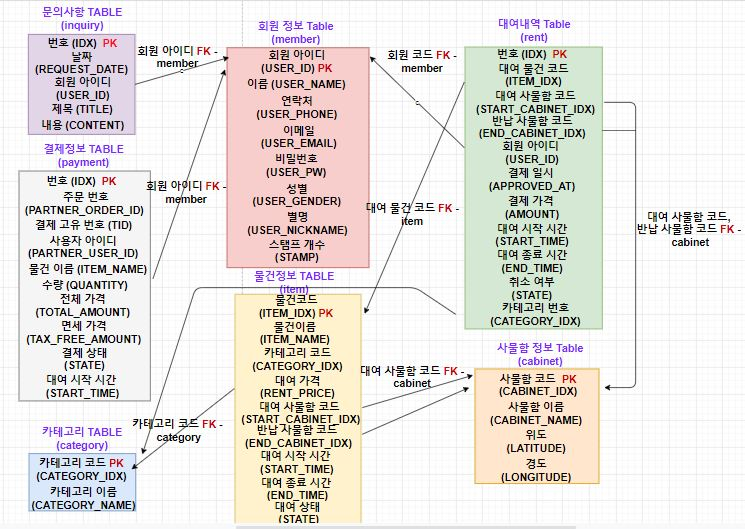 문의사항 TABLE
(inquiry)
번호 (IDX) PK
날짜
(REQUEST_DATE)
회원 아이디
(USER_ID)
제목 (TITLE)
내용 (CONTENT)
회원 아이디 FK -
member
회원 정보 Table
(member)
회원 아이디
(USER_ID) PK
이름 (USER_NAME)
연락처
(USER_PHONE)
이메일
(USER_EMAIL)
비밀번호
(USER_PW)
성별
(USER_GENDER)
별명
(USER_NICKNAME)
스탬프 개수
(STAMP)
회원 코드 FK -
member
대여내역 Table
(rent)
번호 (IDX) PK
대여 물건 코드
(ITEM_IDX)
대여 사물함 코드
(START_CABINET_IDX)
반납 사물함 코드
(END_CABINET_IDX)
회원 아이디
(USER_ID)
결제 일시
(APPROVED_AT)
결제 가격
(AMOUNT)
대여 시작 시간
(START_TIME)
대여 종료 시간
(END_TIME)
취소 여부
(STATE)
카테고리 번호
(CATEGORY_IDX)
결제정보 TABLE
(payment)
번호 (IDX) PK
주문 번호
(PARTNER_ORDER_ID)
결제 고유 번호 (TID)
사용자 아이디
(PARTNER_USER_ID)
물건 이름 (ITEM_NAME)
수량 (QUANTITY)
전체 가격
(TOTAL_AMOUNT)
면세 가격
(TAX_FREE_AMOUNT)
결제 상태
(STATE)
대여 시작 시간
(START_TIME)
회원 아이디 FK -
member
대여 물건 코드 FK -
item
대여 사물함 코드,
반납 사물함 코드 FK -
cabinet
물건정보 TABLE
(item)
물건코드
(ITEM_IDX) PK
물건이름
(ITEM_NAME)
카테고리 코드
(CATEGORY_IDX)
대여 가격
(RENT_PRICE)
대여 사물함 코드
(START_CABINET_IDX)
반납 사물함 코드
(END_CABINET_IDX)
대여 시작 시간
(START_TIME)
대여 종료 시간
(END_TIME)
대여 상태
(STATE)
대여 사물함 코드 FK -
cabinet
사물함 정보 Table
(cabinet)
사물함 코드 PK
(CABINET_IDX)
사물함 이름
(CABINET_NAME)
위도
(LATITUDE)
경도
(LONGITUDE)
카테고리 코드 FK -
category
카테고리 TABLE
(category)
카테고리 코드 PK
(CATEGORY_IDX)
카테고리 이름
(CATEGORY_NAME)